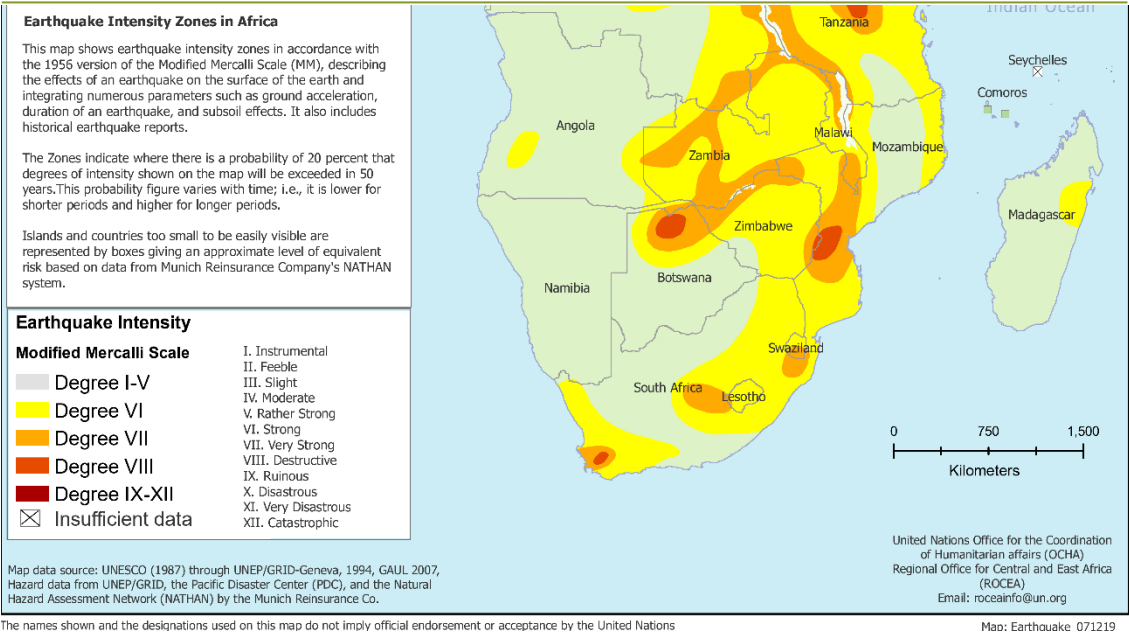 Earthquake Intensity Zones in Africa
This map shows earthquake intensity zones in accordance with
the 1956 version of the Modified Mercalli Scale (MM), describing
the effects of an earthquake on the surface of the earth and
integrating numerous parameters such as ground acceleration,
duration of an earthquake, and subsoil effects. It also includes
historical earthquake reports.
The Zones indicate where there is a probability of 20 percent that
degrees of intensity shown on the map will be exceeded in 50
years.This probability figure varies with time; i.e., it is lower for
shorter periods and higher for longer periods.
Islands and countries too small to be easily visible are
represented by boxes giving an approximate level of equivalent
risk based on data from Munich Reinsurance Company's NATHAN
system.
Earthquake Intensity
Modified Mercalli Scale
Degree I-V
Degree VI
Degree VII
Degree VIII
Degree IX-XII
Insufficient data
I. Instrumental
II. Feeble
III. Slight
IV. Moderate
V. Rather Strong
VI. Strong
VII. Very Strong
VIII. Destructive
IX. Ruinous
X. Disastrous
XI. Very Disastrous
XII. Catastrophic
Indian Ocean
Tanzania
Seychelles
Comoros
Angola
Malawi
Mozambique
Zambia
Madagascar
Zimbabwe
Botswana
Namibia
Swaziland
South Africa
Lesotho
0 750 1,500
Kilometers
United Nations Office for the Coordination
of Humanitarian affairs (OCHA)
Regional Office for Central and East Africa
(ROCEA)
Email: roceainfo@un.org
Map data source: UNESCO (1987) through UNEP/GRID-Geneva, 1994, GAUL 2007,
Hazard data from UNEP/GRID, the Pacific Disaster Center (PDC), and the Natural
Hazard Assessment Network (NATHAN) by the Munich Reinsurance Co.
The names shown and the designations used on this map do not imply official endorsement or acceptance by the United Nations
Map: Earthquake_071219